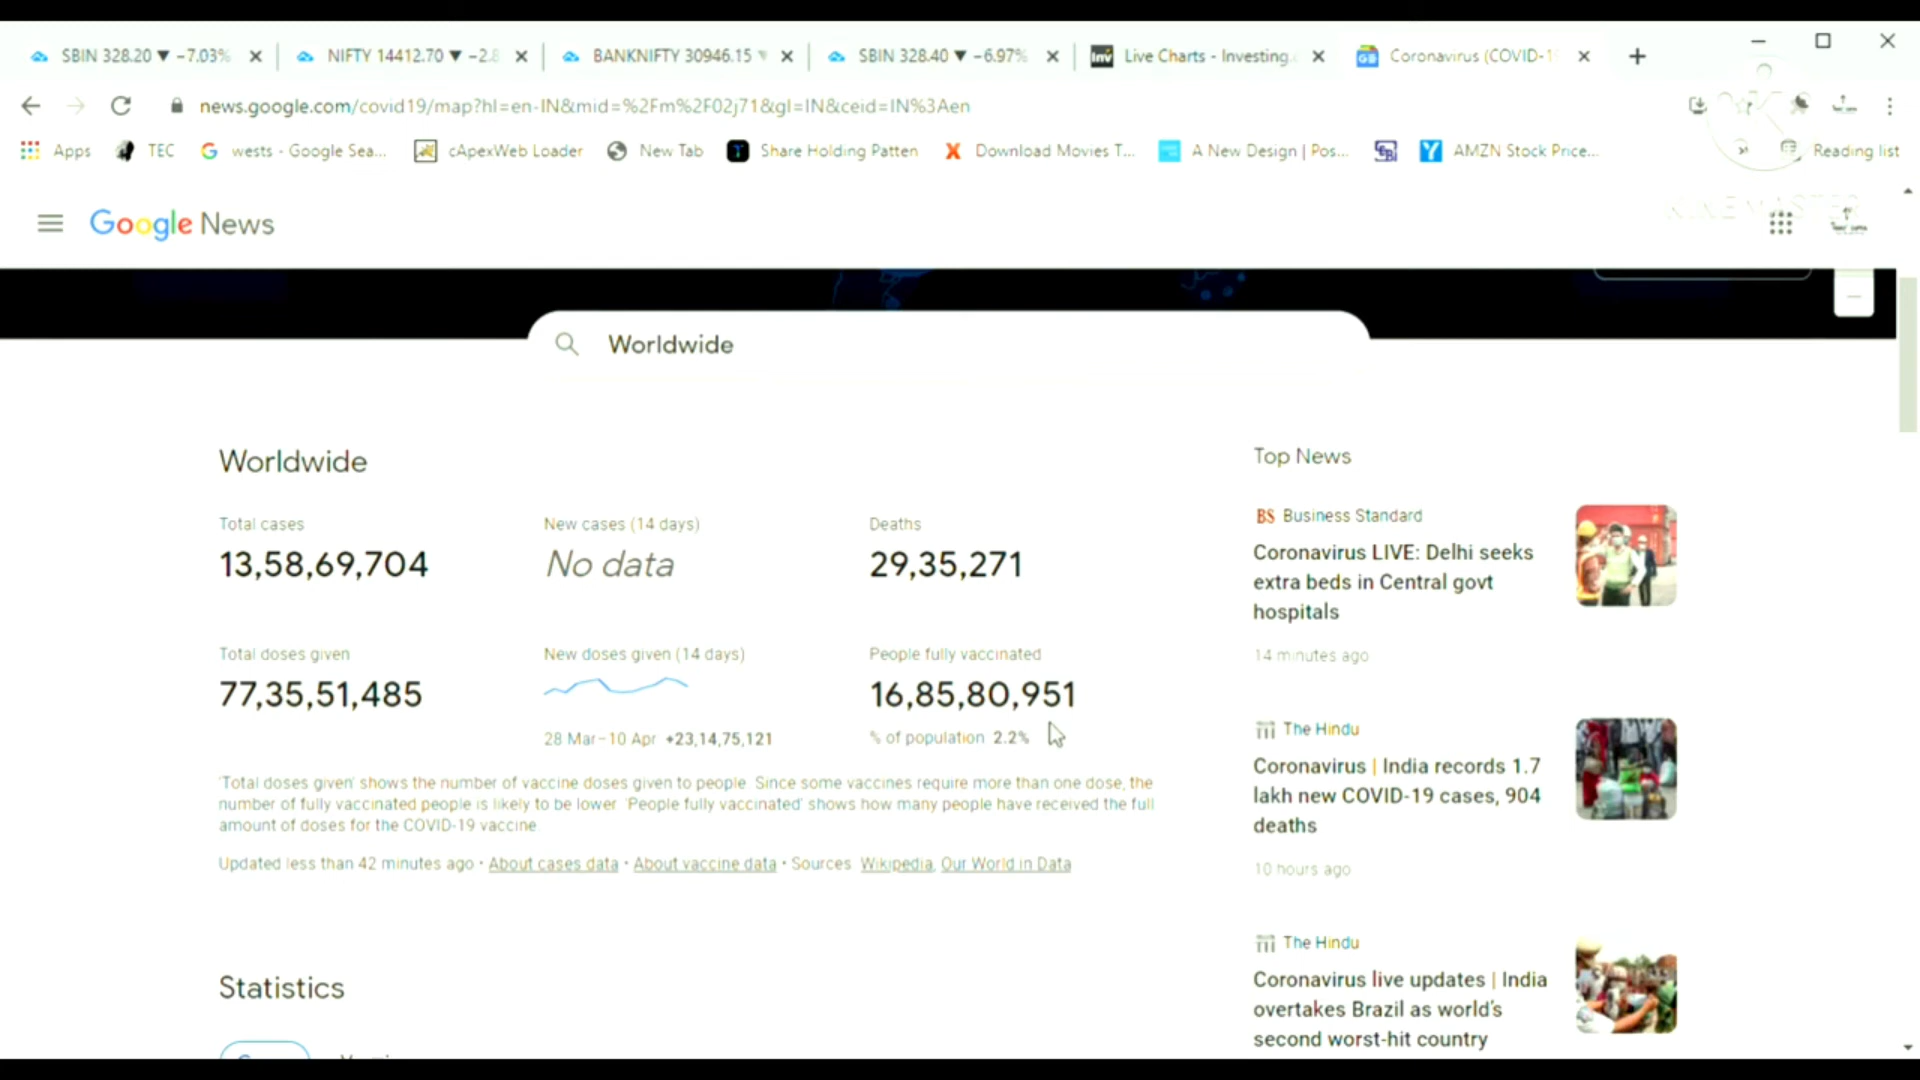 SBIN 328.20 ▼ −7.03%
NIFTY 14412.70 ▼ −2.8
BANKNIFTY 30946.15 ▼
SBIN 328.40 ▼ −6.97%
Live Charts - Investing.
Coronavirus (COVID-1
news.google.com/covid19/map?hl=en-IN&mid=%2Fm%2F02j71&gl=IN&ceid=IN%3Aen
Apps
TEC
wests - Google Sea...
cApexWeb Loader
New Tab
Share Holding Patten
Download Movies T...
A New Design | Pos...
AMZN Stock Price...
Reading list
KINEMASTER
Google News
Worldwide
Worldwide
Total cases
13,58,69,704
New cases (14 days)
No data
Deaths
29,35,271
Total doses given
77,35,51,485
New doses given (14 days)
28 Mar–10 Apr +23,14,75,121
People fully vaccinated
16,85,80,951
% of population 2.2%
'Total doses given' shows the number of vaccine doses given to people. Since some vaccines require more than one dose, the
number of fully vaccinated people is likely to be lower. 'People fully vaccinated' shows how many people have received the full
amount of doses for the COVID-19 vaccine.
Updated less than 42 minutes ago · About cases data · About vaccine data · Sources Wikipedia, Our World in Data
Statistics
Top News
BS Business Standard
Coronavirus LIVE: Delhi seeks
extra beds in Central govt
hospitals
14 minutes ago
The Hindu
Coronavirus | India records 1.7
lakh new COVID-19 cases, 904
deaths
10 hours ago
The Hindu
Coronavirus live updates | India
overtakes Brazil as world's
second worst-hit country